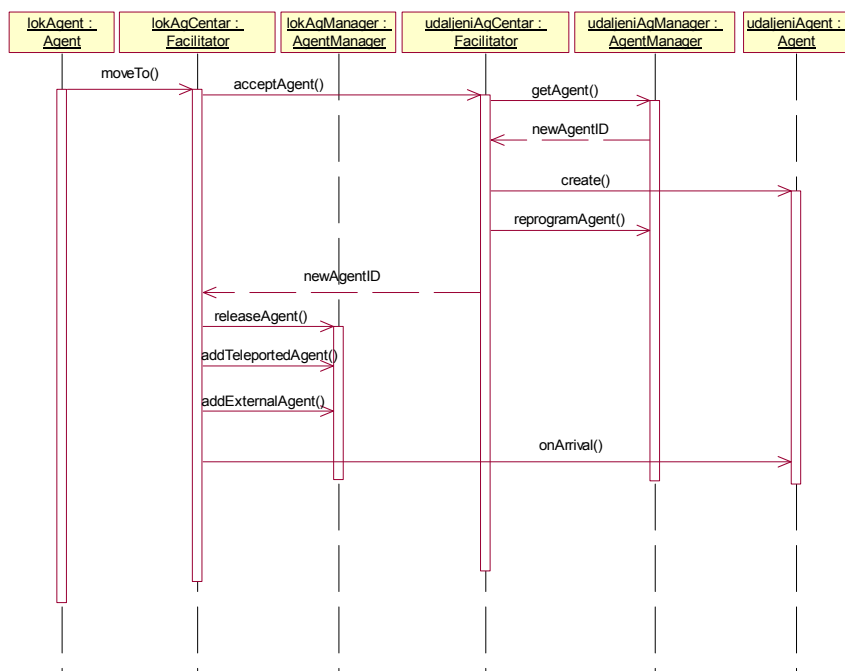 lokAgent :
Agent
lokAgCentar :
Facilitator
lokAgManager :
AgentManager
udaljeniAgCentar :
Facilitator
udaljeniAgManager :
AgentManager
udaljeniAgent :
Agent
moveTo()
acceptAgent()
getAgent()
newAgentID
create()
reprogramAgent()
newAgentID
releaseAgent()
addTeleportedAgent()
addExternalAgent()
onArrival()